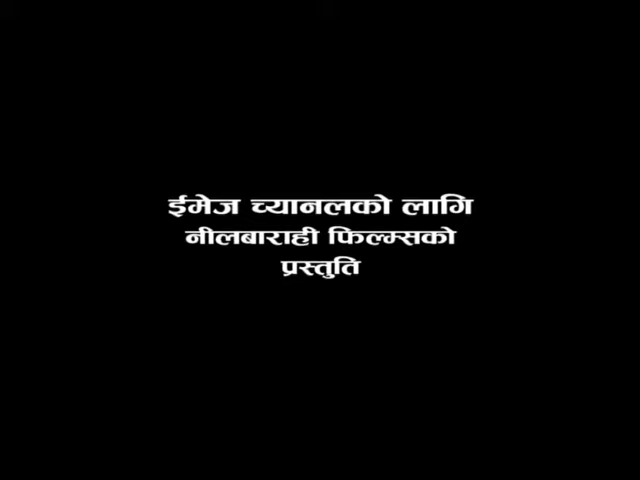 ईमेज च्यानलको लागि
नीलबाराही फिल्म्सको
प्रस्तुति